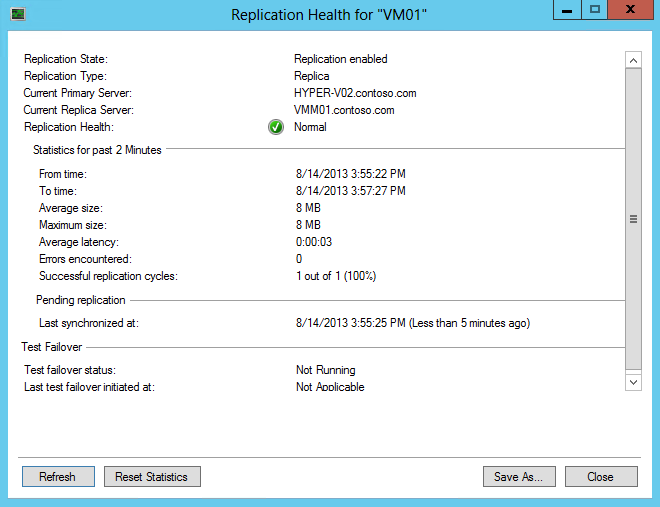 Replication Health for "VM01"
Replication State: Replication enabled
Replication Type: Replica
Current Primary Server: HYPER-V02.contoso.com
Current Replica Server: VMM01.contoso.com
Replication Health: Normal
Statistics for past 2 Minutes
From time: 8/14/2013 3:55:22 PM
To time: 8/14/2013 3:57:27 PM
Average size: 8 MB
Maximum size: 8 MB
Average latency: 0:00:03
Errors encountered: 0
Successful replication cycles: 1 out of 1 (100%)
Pending replication
Last synchronized at: 8/14/2013 3:55:25 PM (Less than 5 minutes ago)
Test Failover
Test failover status: Not Running
Last test failover initiated at: Not Applicable
Refresh Reset Statistics Save As... Close